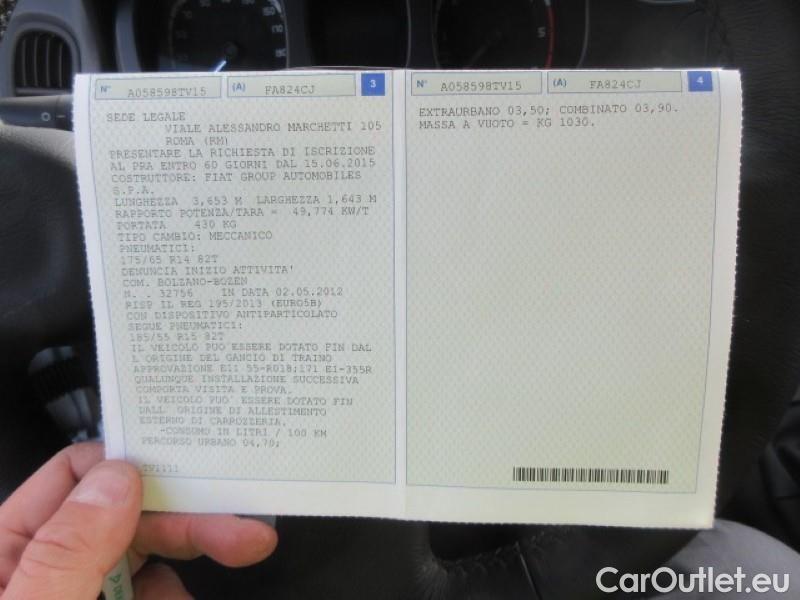 N° A058598TV15 (A) FA824CJ 3
SEDE LEGALE
VIALE ALESSANDRO MARCHETTI 105
ROMA (RM)
PRESENTARE LA RICHIESTA DI ISCRIZIONE
AL PRA ENTRO 60 GIORNI DAL 15.06.2015
COSTRUTTORE: FIAT GROUP AUTOMOBILES
S.P.A.
LUNGHEZZA 3,653 M LARGHEZZA 1,643 M
RAPPORTO POTENZA/TARA = 49,774 KW/T
PORTATA 430 KG
TIPO CAMBIO: MECCANICO
PNEUMATICI:
175/65 R14 82T
DENUNCIA INIZIO ATTIVITA'
COM. BOLZANO-BOZEN
N. . 32756 IN DATA 02.05.2012
RISP IL REG 195/2013 (EURO5B)
CON DISPOSITIVO ANTIPARTICOLATO
SEGUE PNEUMATICI:
185/55 R15 82T
IL VEICOLO PUO'ESSERE DOTATO FIN DAL
L'ORIGINE DEL GANCIO DI TRAINO
APPROVAZIONE E11 55-R018;171 E1-355R
QUALUNQUE INSTALLAZIONE SUCCESSIVA
COMPORTA VISITA E PROVA.
IL VEICOLO PUO' ESSERE DOTATO FIN
DALL' ORIGINE DI ALLESTIMENTO
ESTERNO DI CARROZZERIA.
-CONSUMO IN LITRI / 100 KM
PERCORSO URBANO 04,70;
TV1111
N° A058598TV15 (A) FA824CJ 4
EXTRAURBANO 03,50; COMBINATO 03,90.
MASSA A VUOTO = KG 1030.
CarOutlet.eu